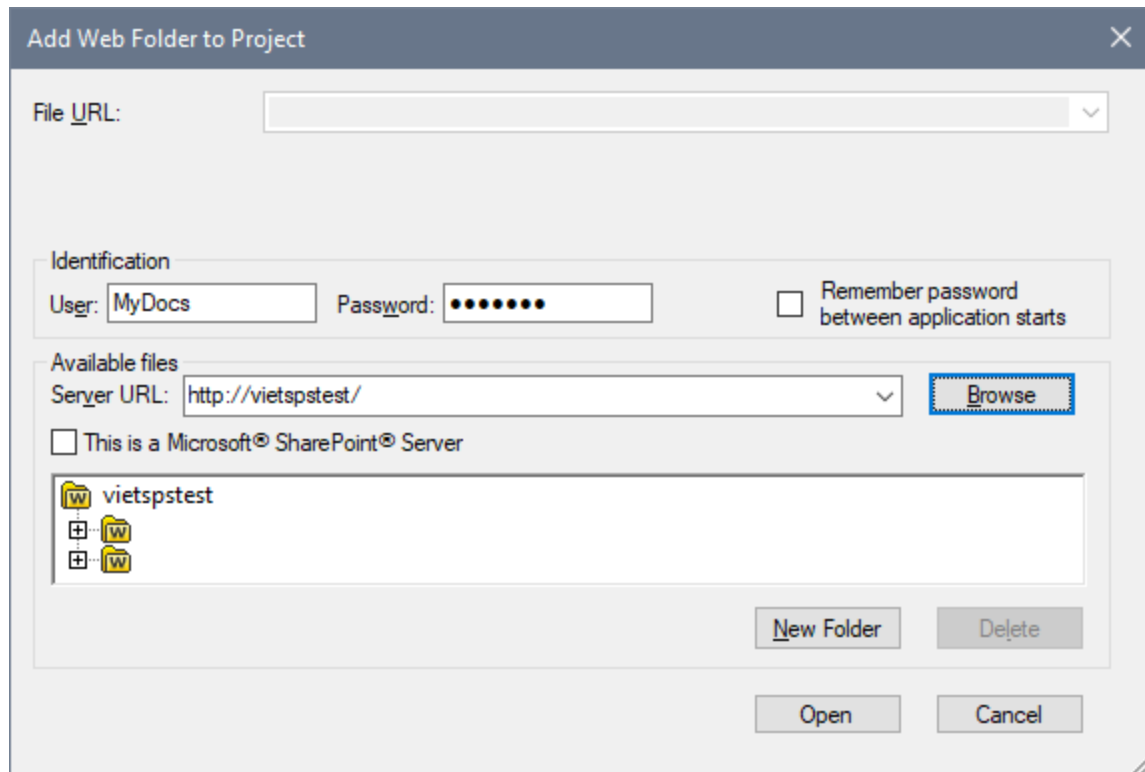 Add Web Folder to Project
File URL:
Identification
User: MyDocs Password: ●●●●●●● Remember password
between application starts
Available files
Server URL: http://vietspstest/ Browse
This is a Microsoft® SharePoint® Server
vietspstest
New Folder Delete
Open Cancel